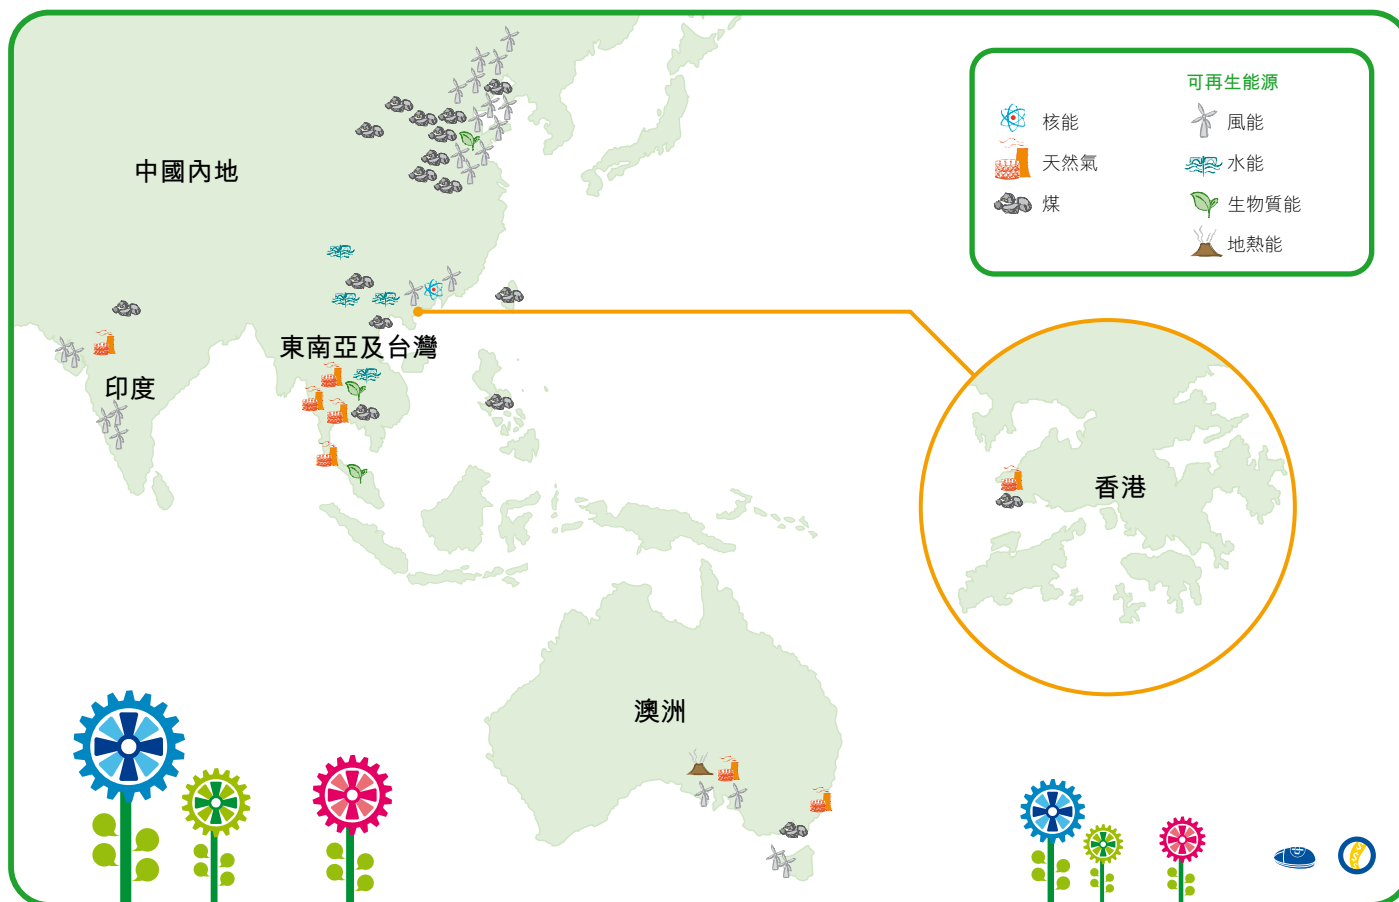 可再生能源
核能
風能
天然氣
水能
煤
生物質能
地熱能
中國內地
東南亞及台灣
印度
香港
澳洲